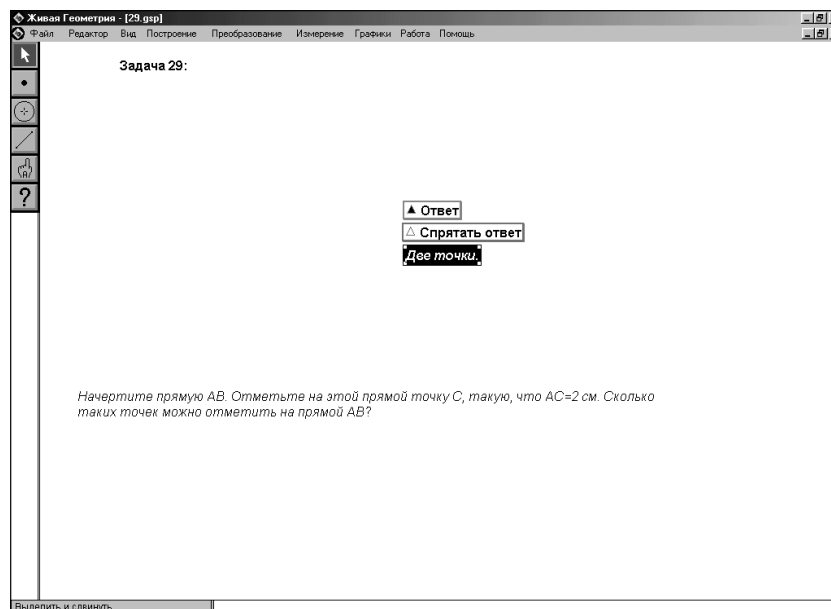 Живая Геометрия - [29.gsp]
Файл Редактор Вид Построение Преобразование Измерение Графики Работа Помощь
Задача 29:
Ответ
Спрятать ответ
Две точки.
Начертите прямую AB. Отметьте на этой прямой точку C, такую, что AC=2 см. Сколько
таких точек можно отметить на прямой AB?
Выделить и сдвинуть